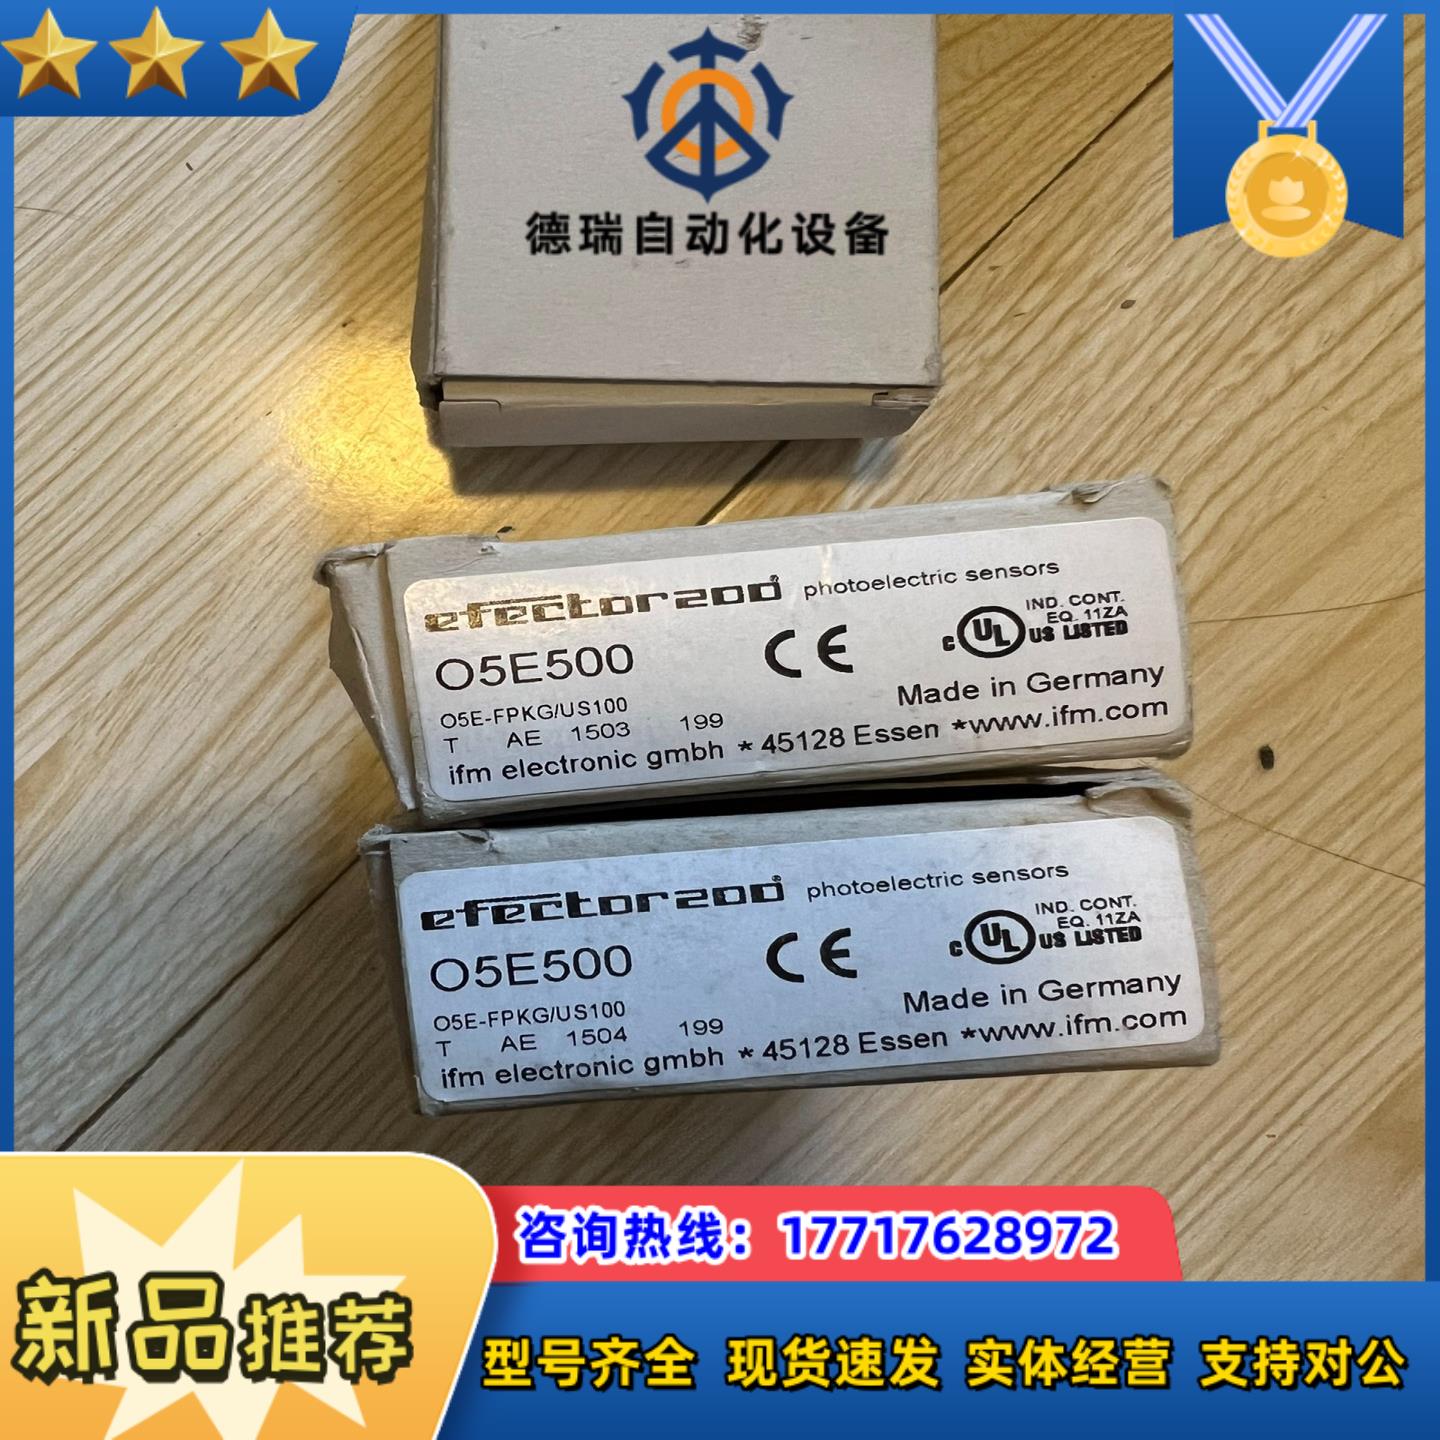 德瑞自动化设备
efector200® photoelectric sensors
O5E500
CE
IND. CONT.
EQ. 11ZA
c UL US LISTED
O5E-FPKG/US100
Made in Germany
T AE 1503 199
ifm electronic gmbh * 45128 Essen *www.ifm.com
efector200® photoelectric sensors
O5E500
CE
IND. CONT.
EQ. 11ZA
c UL US LISTED
O5E-FPKG/US100
Made in Germany
T AE 1504 199
ifm electronic gmbh * 45128 Essen *www.ifm.com
咨询热线：17717628972
新品推荐
型号齐全 现货速发 实体经营 支持对公